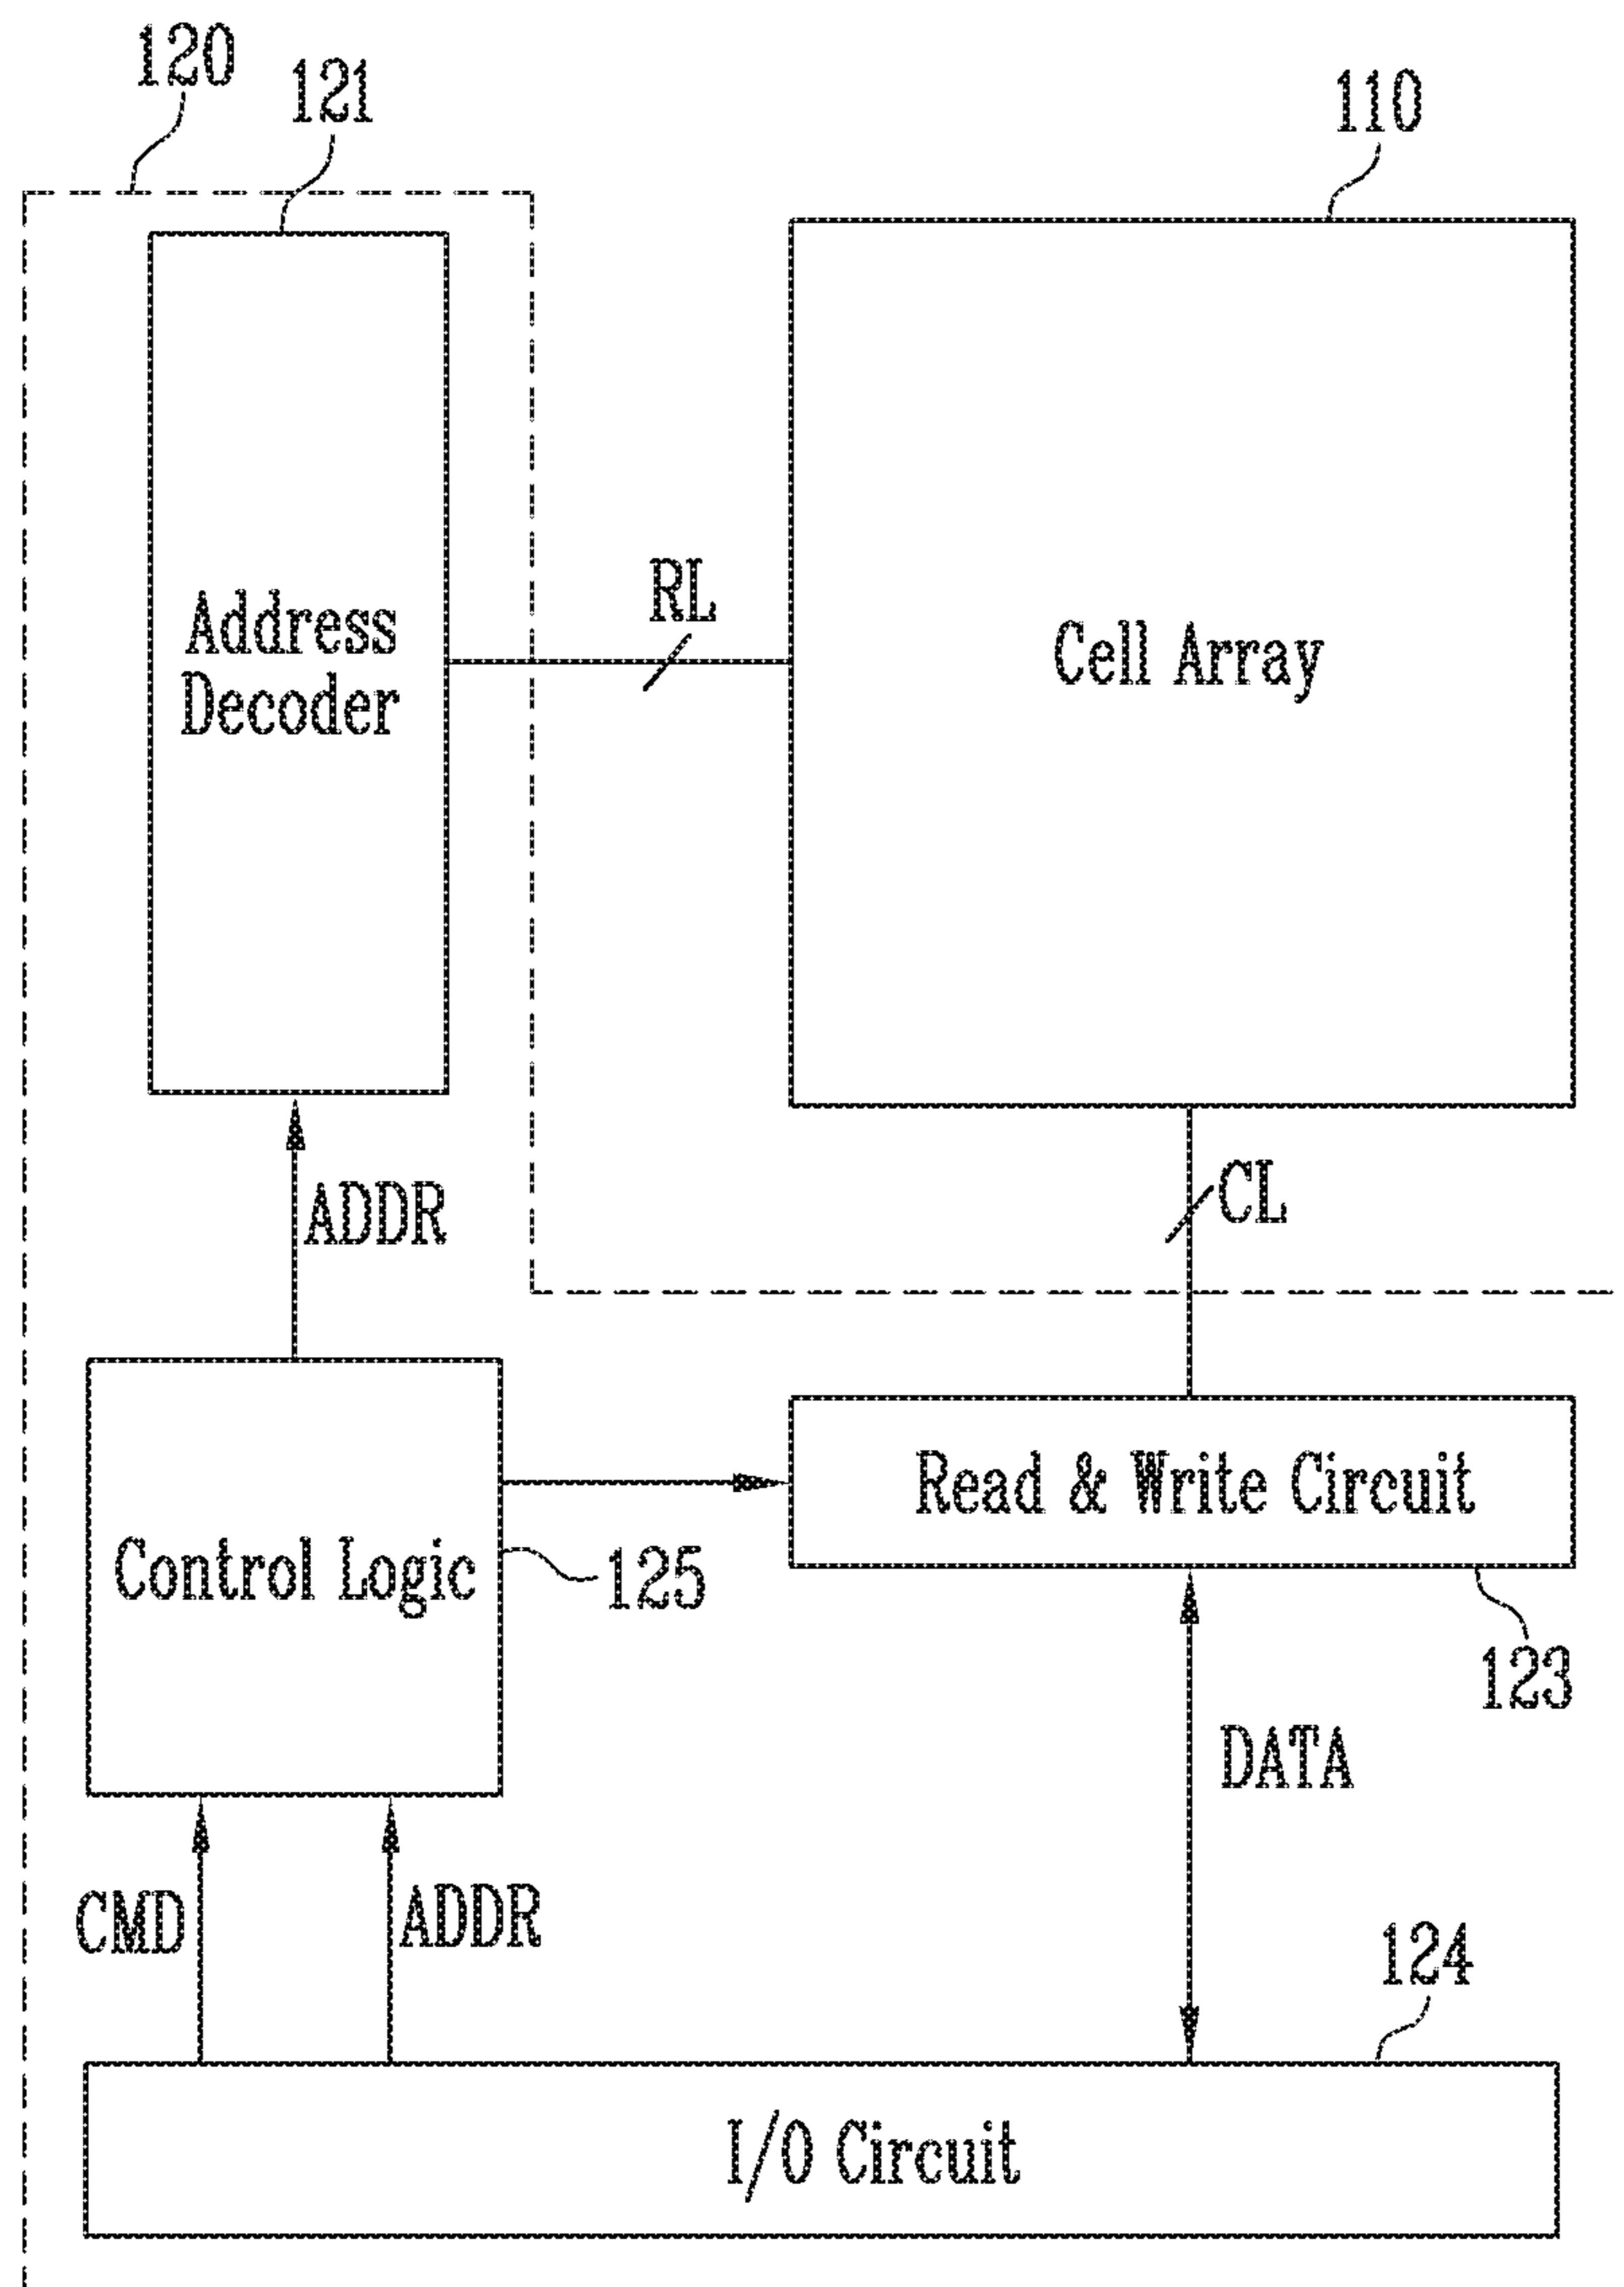 120
121
110
Address
Decoder
RL
Cell Array
ADDR
CL
Read & Write Circuit
Control Logic
125
123
DATA
CMD
ADDR
124
I/O Circuit